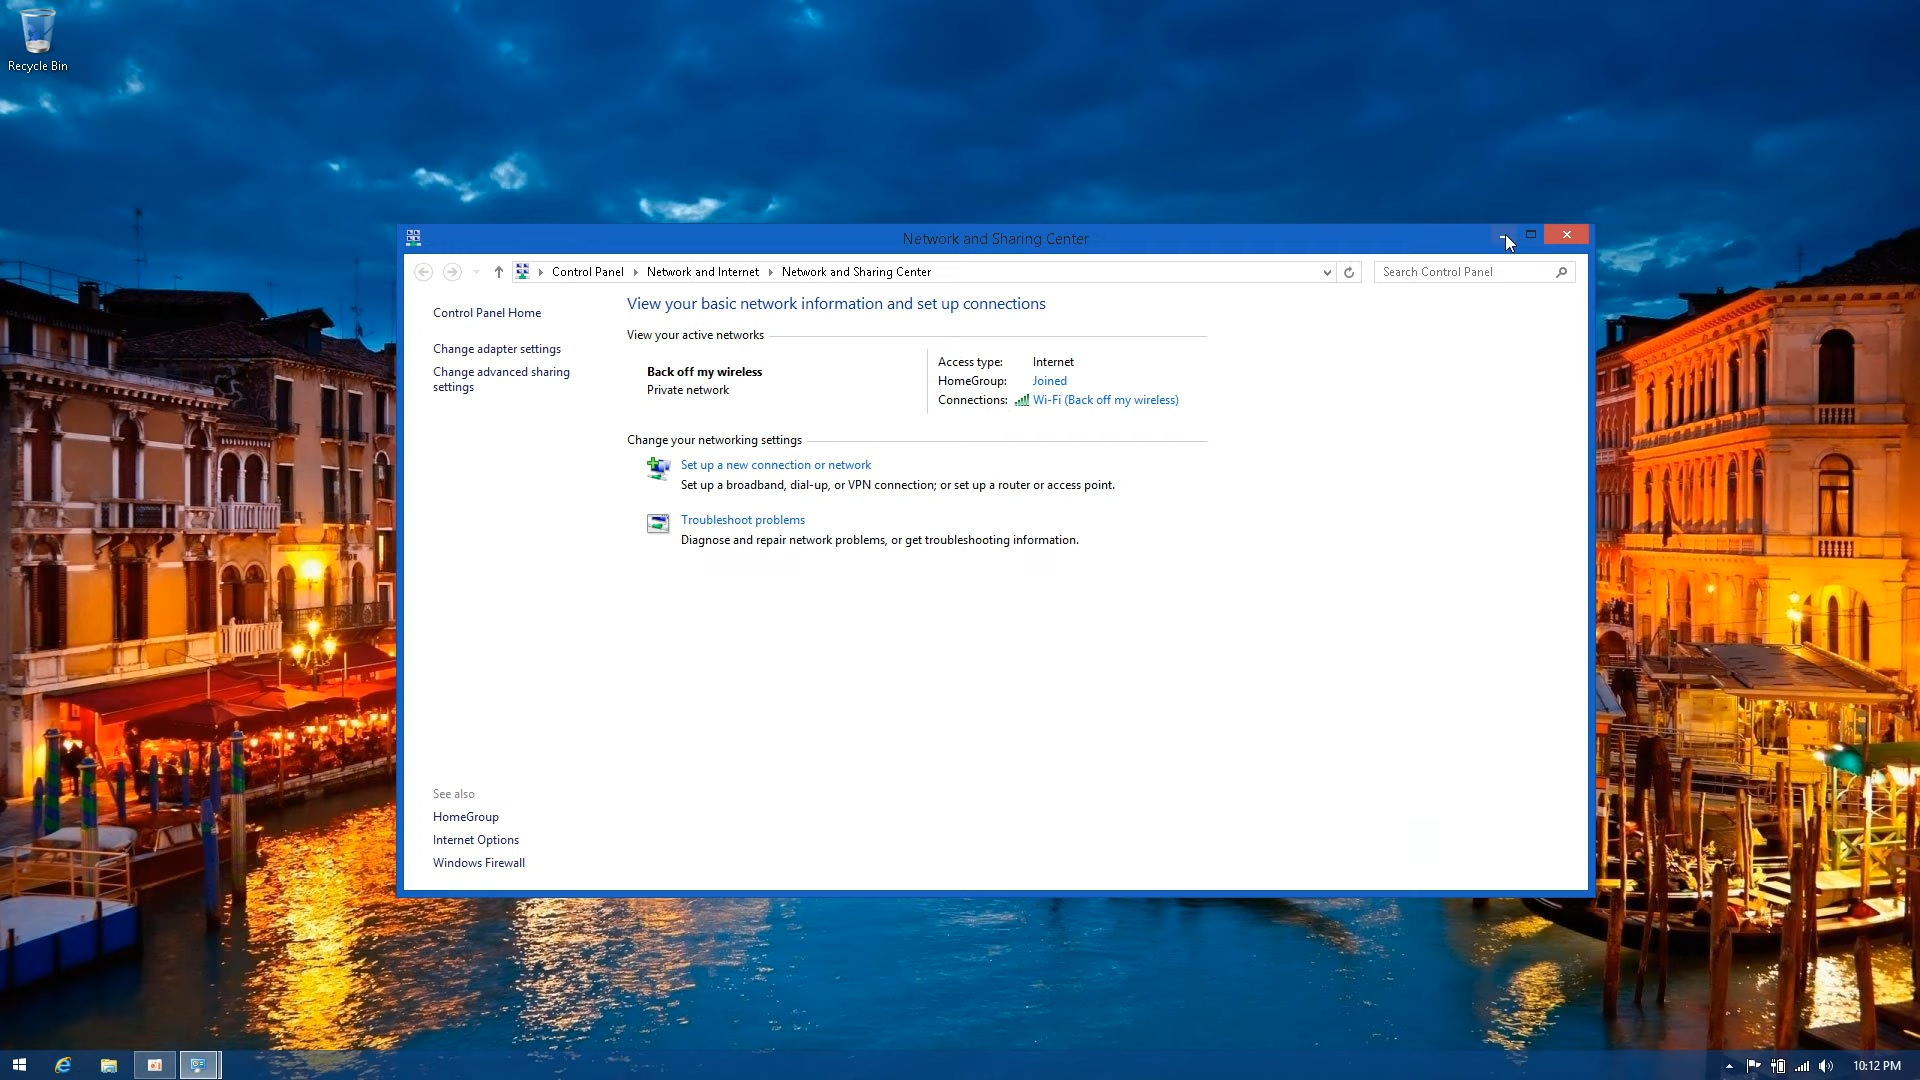 Recycle Bin
Network and Sharing Center
Control Panel Network and Internet Network and Sharing Center
Search Control Panel
Control Panel Home
Change adapter settings
Change advanced sharing
settings
See also
HomeGroup
Internet Options
Windows Firewall
View your basic network information and set up connections
View your active networks
Back off my wireless
Private network
Access type: Internet
HomeGroup: Joined
Connections: Wi-Fi (Back off my wireless)
Change your networking settings
Set up a new connection or network
Set up a broadband, dial-up, or VPN connection; or set up a router or access point.
Troubleshoot problems
Diagnose and repair network problems, or get troubleshooting information.
10:12 PM